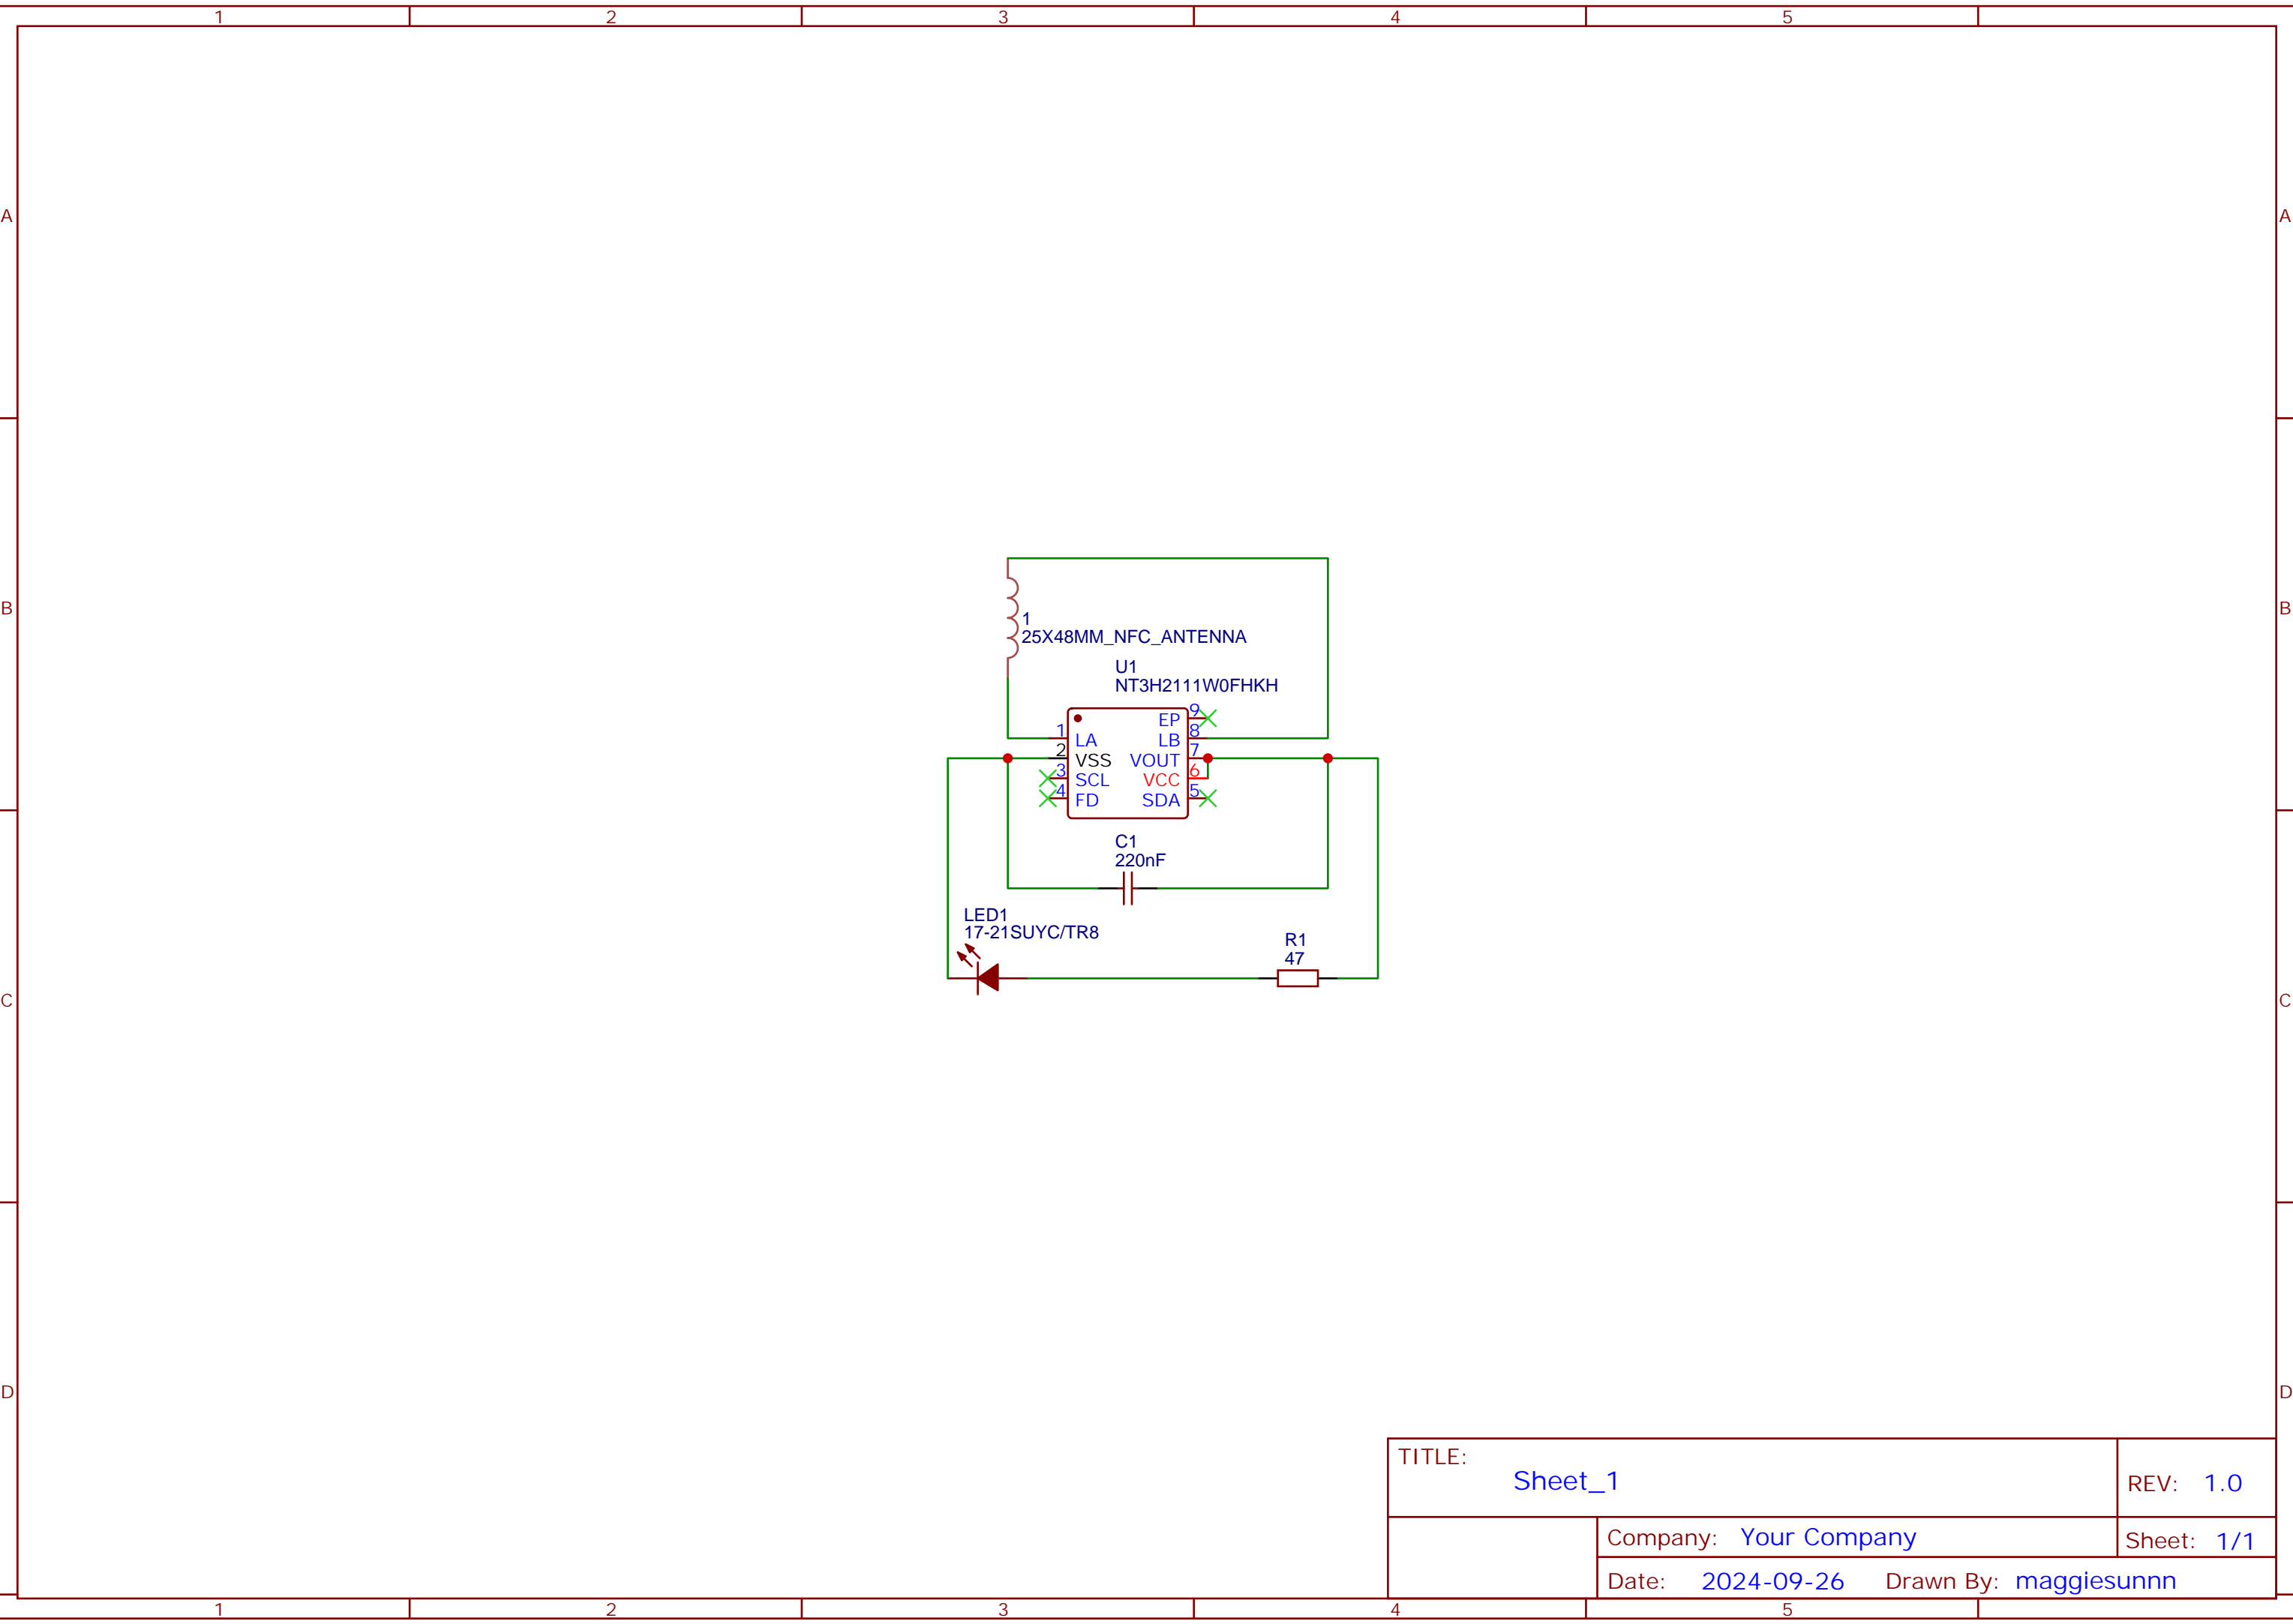 1 2 3 4 5
A A
B B
1
25X48MM_NFC_ANTENNA
U1
NT3H2111W0FHKH
EP 9
1 LA LB 8
2 VSS VOUT 7
3 SCL VCC 6
4 FD SDA 5
C1
220nF
LED1
17-21SUYC/TR8
R1
47
C C
D D
TITLE:
Sheet_1
REV: 1.0
Company: Your Company
Sheet: 1/1
Date: 2024-09-26 Drawn By: maggiesunnn
1 2 3 4 5